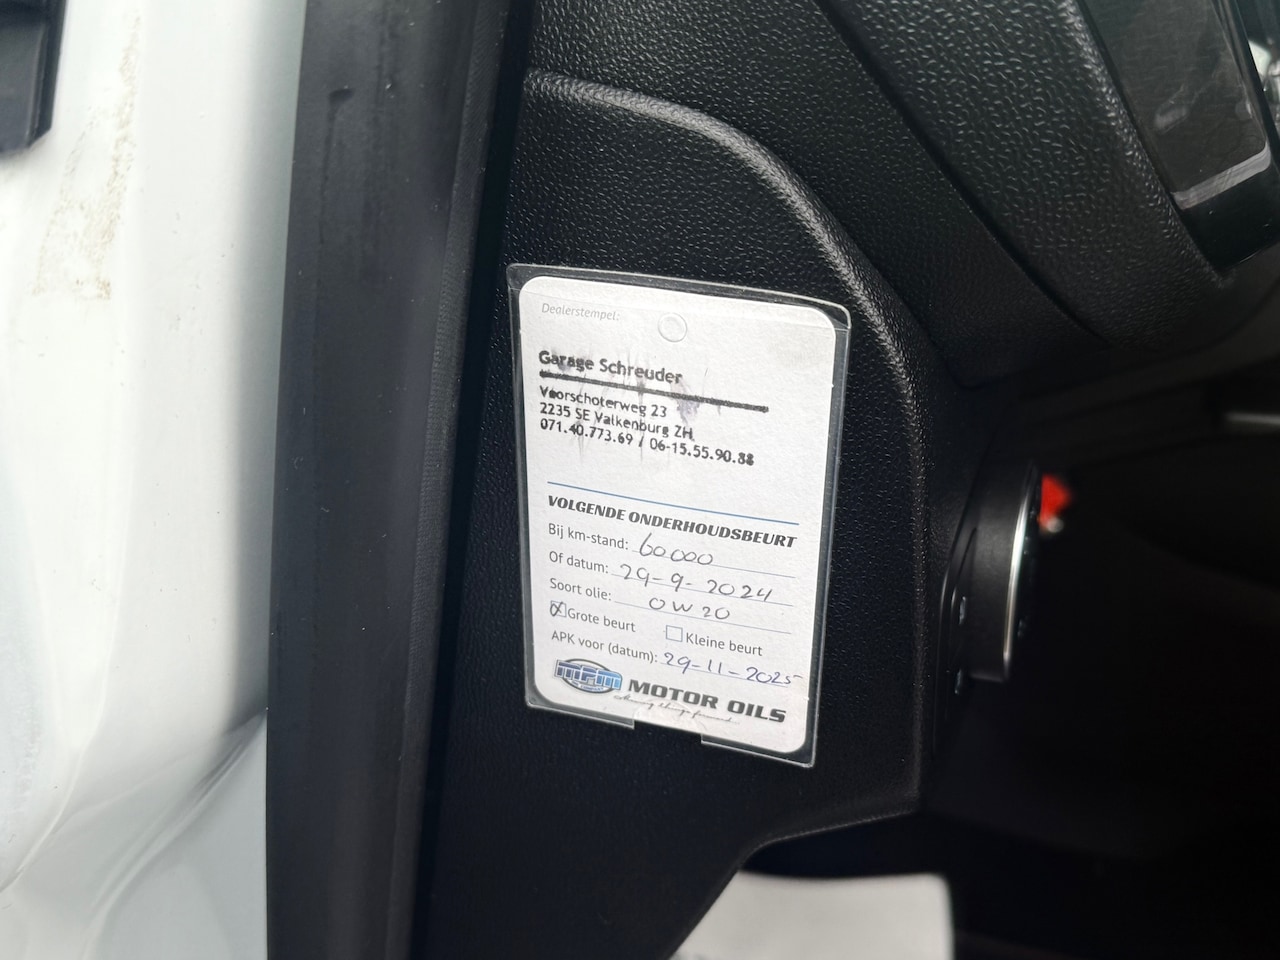 Dealerstempel:
Garage Schreuder
Voorschoterweg 23
2235 SE Valkenburg ZH
071.40.773.69 / 06-15.55.90.88
VOLGENDE ONDERHOUDSBEURT
Bij km-stand: 60000
Of datum: 29-9-2024
Soort olie: 0W20
Grote beurt Kleine beurt
APK voor (datum): 29-11-2025
MPM MOTOR OILS